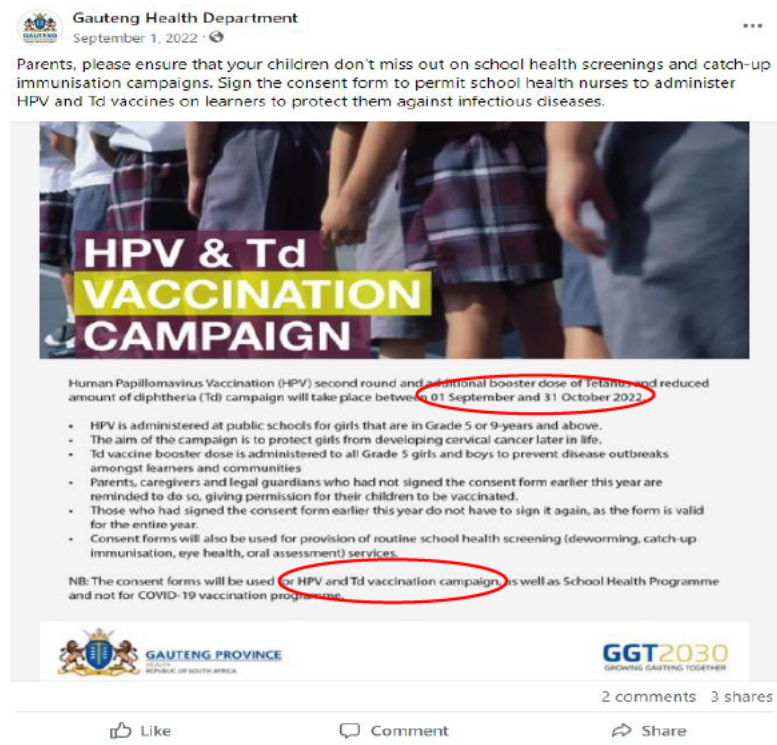 Gauteng Health Department
September 1, 2022 ·
Parents, please ensure that your children don't miss out on school health screenings and catch-up
immunisation campaigns. Sign the consent form to permit school health nurses to administer
HPV and Td vaccines on learners to protect them against infectious diseases.
HPV & Td
VACCINATION
CAMPAIGN
Human Papillomavirus Vaccination (HPV) second round and additional booster dose of Tetanus and reduced
amount of diphtheria (Td) campaign will take place between 01 September and 31 October 2022.
• HPV is administered at public schools for girls that are in Grade 5 or 9-years and above.
• The aim of the campaign is to protect girls from developing cervical cancer later in life.
• Td vaccine booster dose is administered to all Grade 5 girls and boys to prevent disease outbreaks
amongst learners and communities
• Parents, caregivers and legal guardians who had not signed the consent form earlier this year are
reminded to do so, giving permission for their children to be vaccinated.
• Those who had signed the consent form earlier this year do not have to sign it again, as the form is valid
for the entire year.
• Consent forms will also be used for provision of routine school health screening (deworming, catch-up
immunisation, eye health, oral assessment) services.
NB: The consent forms will be used for HPV and Td vaccination campaign, as well as School Health Programme
and not for COVID-19 vaccination programme.
GAUTENG PROVINCE
HEALTH
REPUBLIC OF SOUTH AFRICA
GGT2030
GROWING GAUTENG TOGETHER
2 comments 3 shares
Like Comment Share